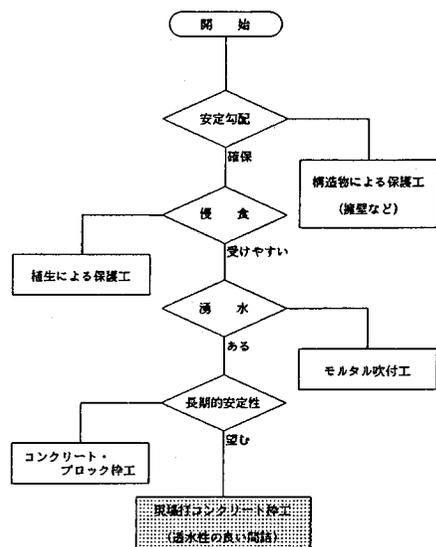 開　始
安定勾配
確保
構造物による保護工
(擁壁など)
侵　食
受けやすい
植生による保護工
湧　水
ある
モルタル吹付工
長期的安定性
望む
コンクリート・
ブロック枠工
現場打コンクリート枠工
(透水性の良い間詰)